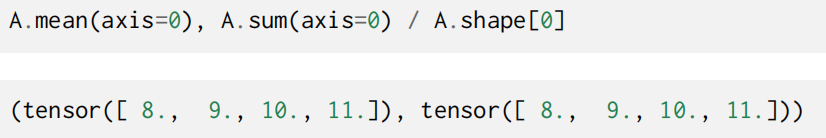 A.mean(axis=0), A.sum(axis=0) / A.shape[0]
(tensor([ 8.,  9., 10., 11.]), tensor([ 8.,  9., 10., 11.]))